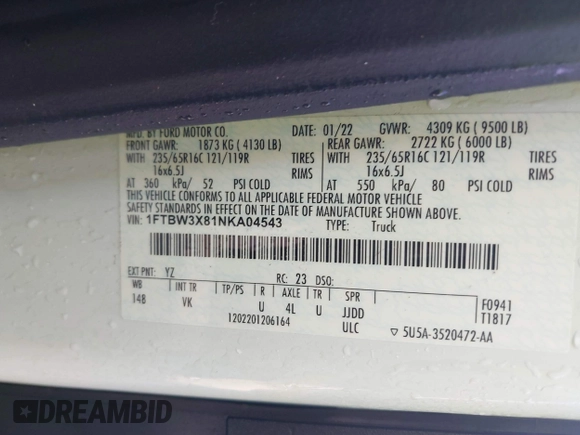 MFD. BY FORD MOTOR CO. DATE: 01/22 GVWR: 4309 KG ( 9500 LB)
FRONT GAWR: 1873 KG ( 4130 LB) REAR GAWR: 2722 KG ( 6000 LB)
WITH 235/65R16C 121/119R TIRES WITH 235/65R16C 121/119R TIRES
16x6.5J RIMS 16x6.5J RIMS
AT 360 kPa/ 52 PSI COLD AT 550 kPa/ 80 PSI COLD
THIS VEHICLE CONFORMS TO ALL APPLICABLE FEDERAL MOTOR VEHICLE
SAFETY STANDARDS IN EFFECT ON THE DATE OF MANUFACTURE SHOWN ABOVE.
VIN: 1FTBW3X81NKA04543 TYPE: Truck
EXT PNT: YZ RC: 23 DSO:
WB INT TR TP/PS R AXLE TR SPR
148 VK U 4L U JJDD
ULC
F0941
T1817
1202201206164
5U5A-3520472-AA
DREAMBID